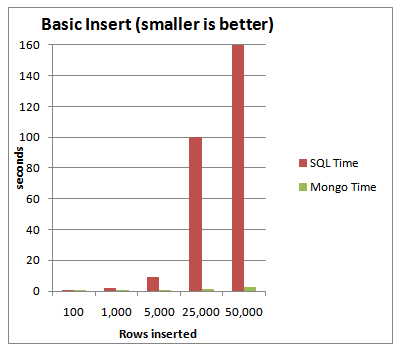 Basic Insert (smaller is better)
160
140
120
100
80
60
40
20
0
seconds
100 1,000 5,000 25,000 50,000
Rows inserted
SQL Time
Mongo Time